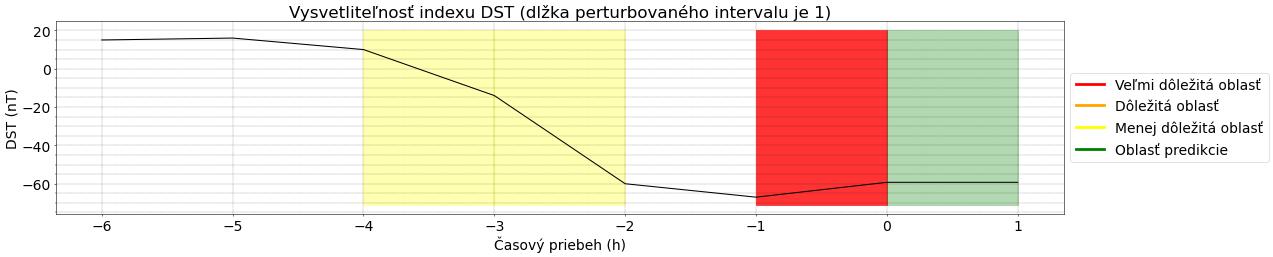 Vysvetliteľnosť indexu DST (dĺžka perturbovaného intervalu je 1)
DST (nT)
20
0
−20
−40
−60
−6
−5
−4
−3
−2
−1
0
1
Časový priebeh (h)
Veľmi dôležitá oblasť
Dôležitá oblasť
Menej dôležitá oblasť
Oblasť predikcie